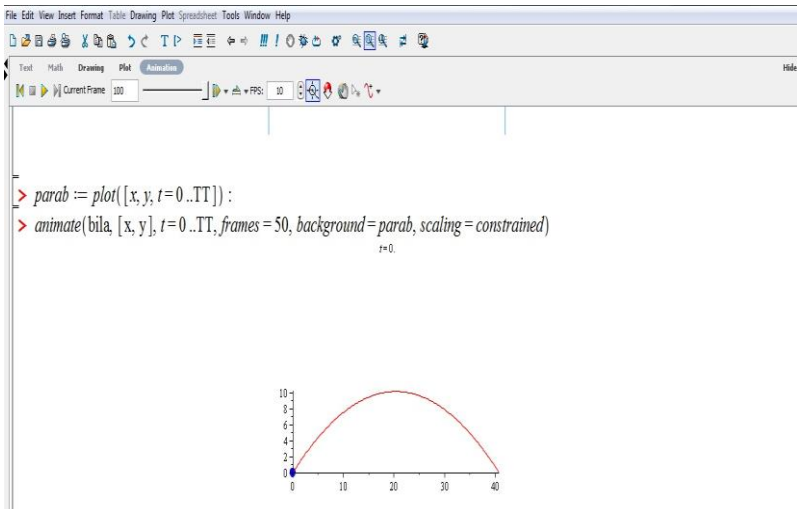 File Edit View Insert Format Table Drawing Plot Spreadsheet Tools Window Help
Text Math Drawing Plot Animation Hide
Current Frame 100 FPS: 10
> parab := plot([x, y, t = 0 ..TT]) :
> animate(bila, [x, y], t = 0 ..TT, frames = 50, background = parab, scaling = constrained)
t = 0.
10
8
6
4
2
0
0 10 20 30 40